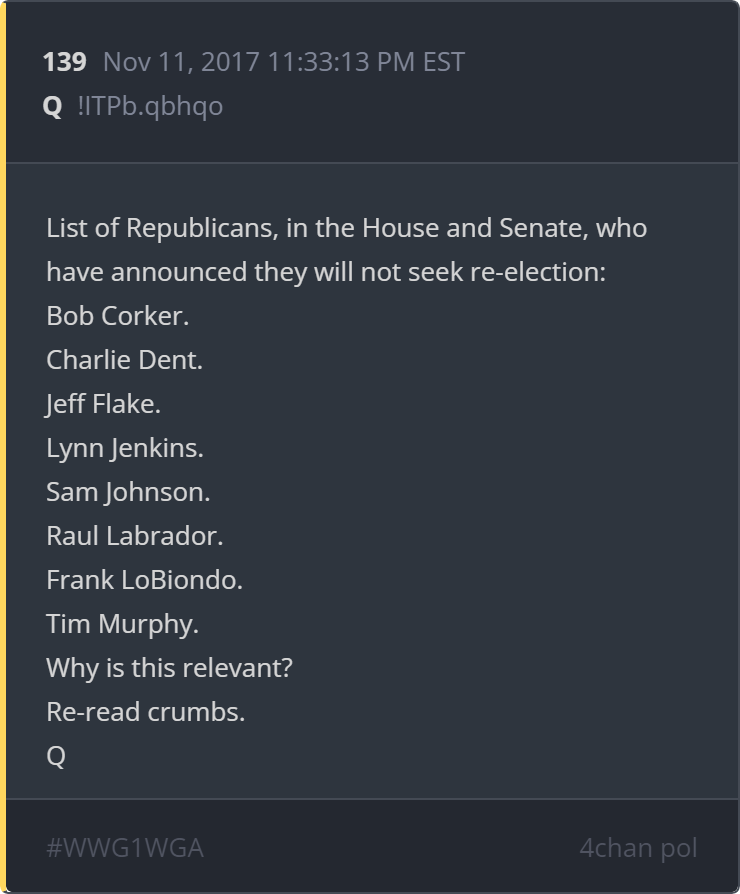 139 Nov 11, 2017 11:33:13 PM EST
Q !ITPb.qbhqo
List of Republicans, in the House and Senate, who
have announced they will not seek re-election:
Bob Corker.
Charlie Dent.
Jeff Flake.
Lynn Jenkins.
Sam Johnson.
Raul Labrador.
Frank LoBiondo.
Tim Murphy.
Why is this relevant?
Re-read crumbs.
Q
#WWG1WGA 4chan pol